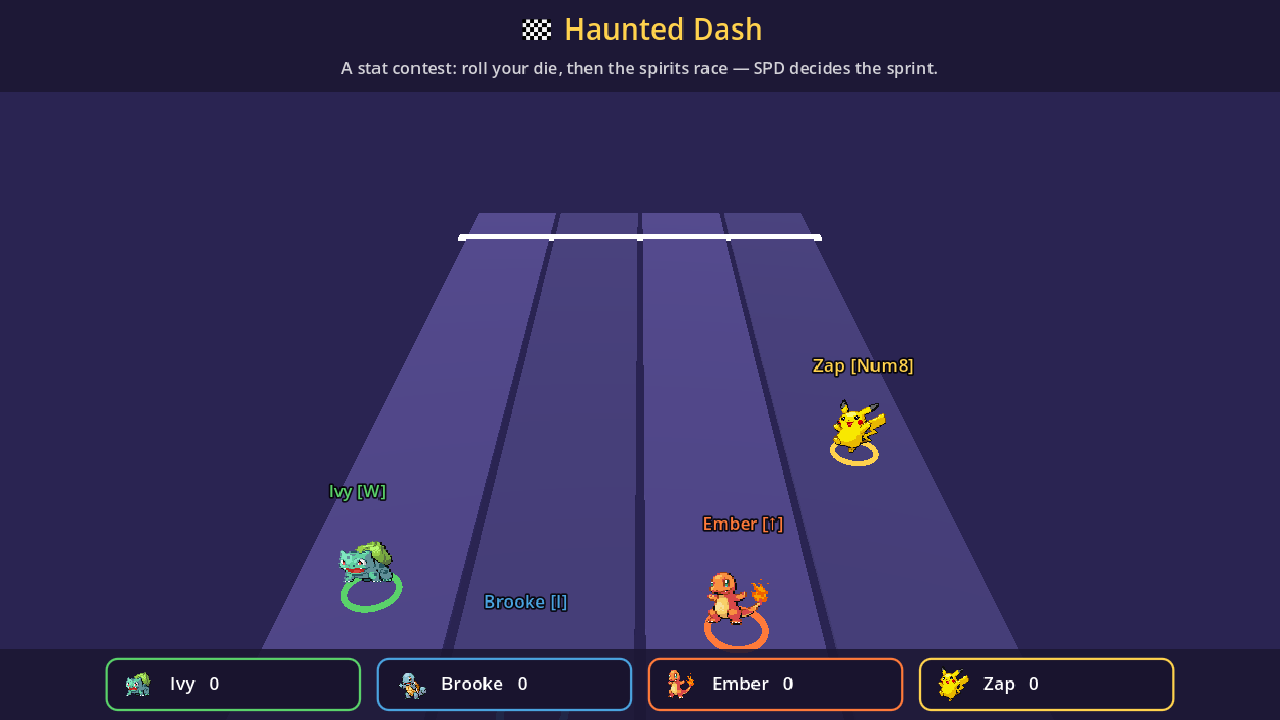 Haunted Dash
A stat contest: roll your die, then the spirits race — SPD decides the sprint.
Zap [Num8]
Ivy [W]
Ember [↑]
Brooke [I]
Ivy 0
Brooke 0
Ember 0
Zap 0